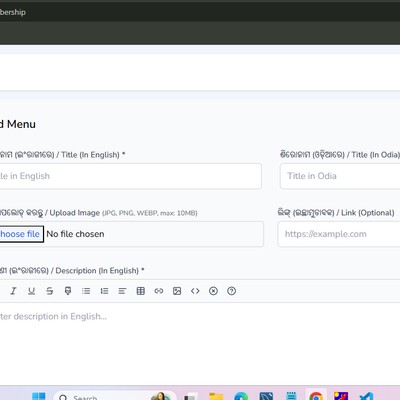 bership
d Menu
ନାମ (ଇଂରାଜୀରେ) / Title (In English) *
ଶିରୋନାମ (ଓଡ଼ିଆରେ) / Title (In Odia)
le in English
Title in Odia
ଅପଲୋଡ୍ କରନ୍ତୁ / Upload Image (JPG, PNG, WEBP, max: 10MB)
ଲିଙ୍କ୍ (ଇଚ୍ଛାମୁତାବକ) / Link (Optional)
hoose file No file chosen
https://example.com
ଣୀ (ଇଂରାଜୀରେ) / Description (In English) *
ter description in English...
Search